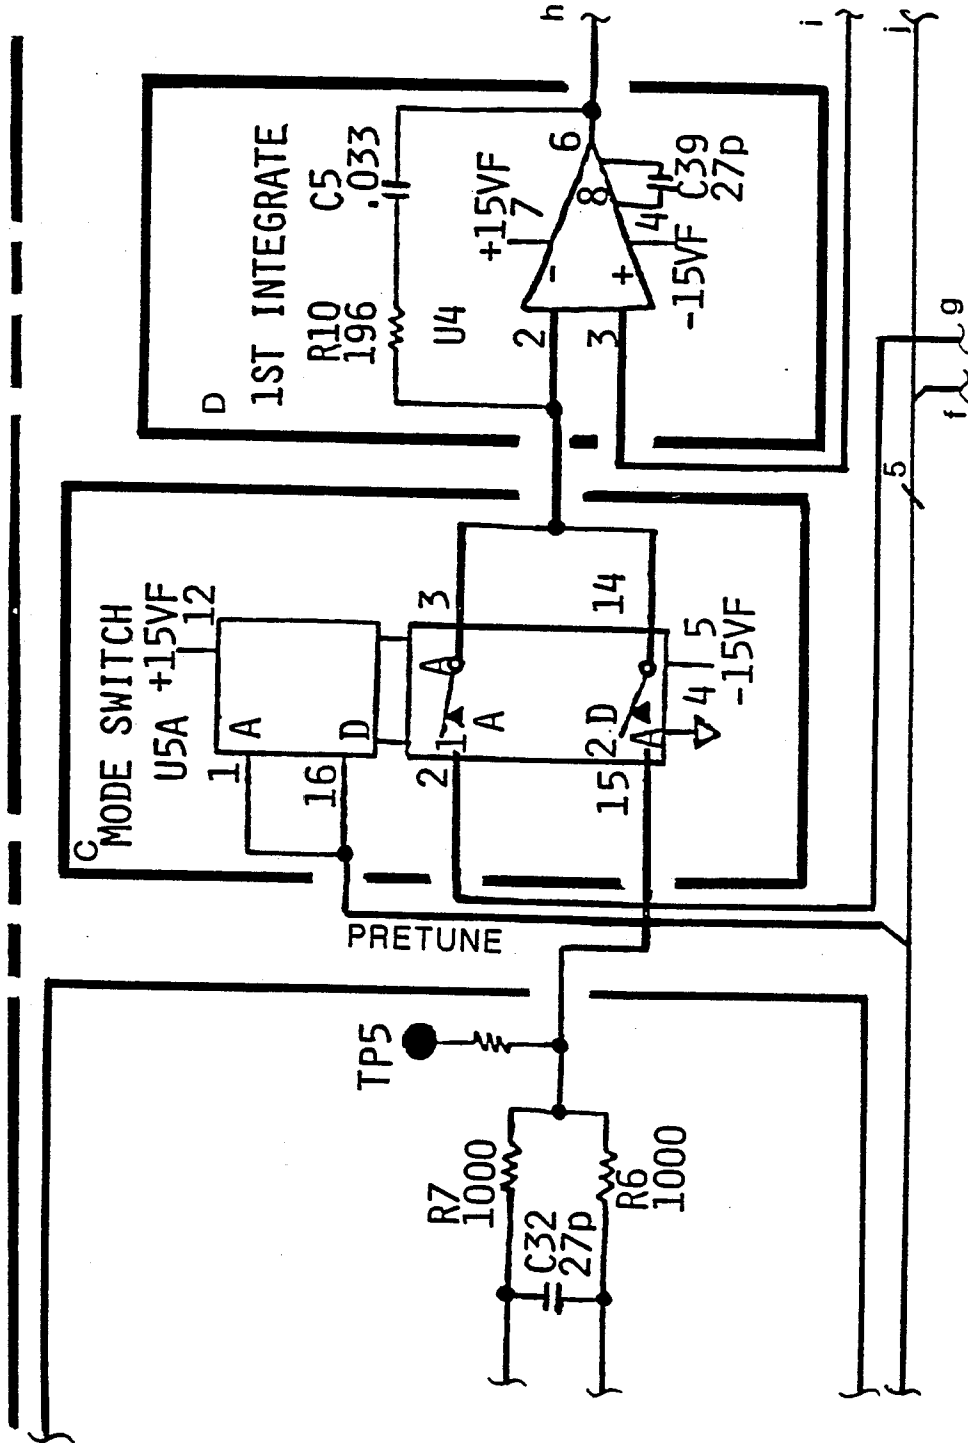 PRETUNE
TP5
R7
1000
C32
27p
R6
1000
C
MODE SWITCH
U5A
+15VF
12
1
A
16
D
2
1
A
A
3
15
2
D
A
14
4
5
-15VF
D
1ST INTEGRATE
R10
196
C5
.033
U4
+15VF
7
2
-
3
+
6
8
4
-15VF
C39
27p
h
i
j
5
f
g